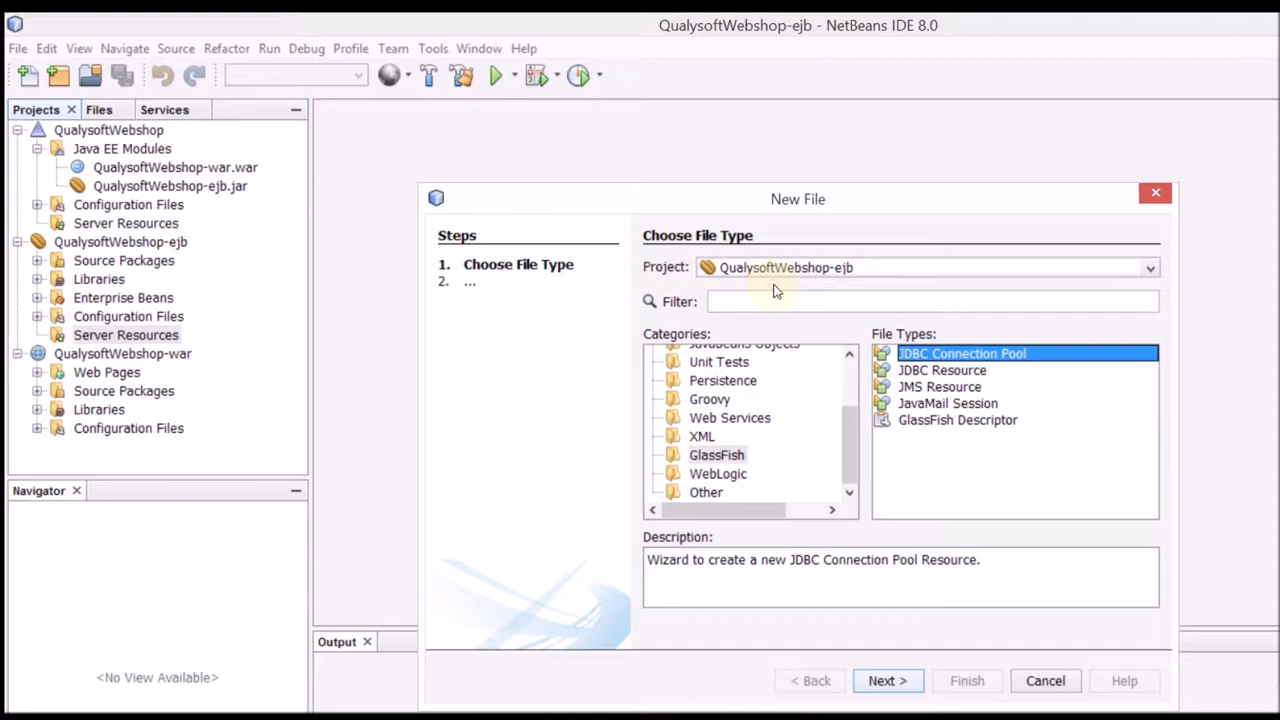 QualysoftWebshop-ejb - NetBeans IDE 8.0
File Edit View Navigate Source Refactor Run Debug Profile Team Tools Window Help
Projects Files Services
QualysoftWebshop
Java EE Modules
QualysoftWebshop-war.war
QualysoftWebshop-ejb.jar
Configuration Files
Server Resources
QualysoftWebshop-ejb
Source Packages
Libraries
Enterprise Beans
Configuration Files
Server Resources
QualysoftWebshop-war
Web Pages
Source Packages
Libraries
Configuration Files
Navigator
<No View Available>
New File
Steps
1. Choose File Type
2. ...
Choose File Type
Project: QualysoftWebshop-ejb
Filter:
Categories:
JavaBeans Objects
Unit Tests
Persistence
Groovy
Web Services
XML
GlassFish
WebLogic
Other
File Types:
JDBC Connection Pool
JDBC Resource
JMS Resource
JavaMail Session
GlassFish Descriptor
Description:
Wizard to create a new JDBC Connection Pool Resource.
< Back Next > Finish Cancel Help
Output